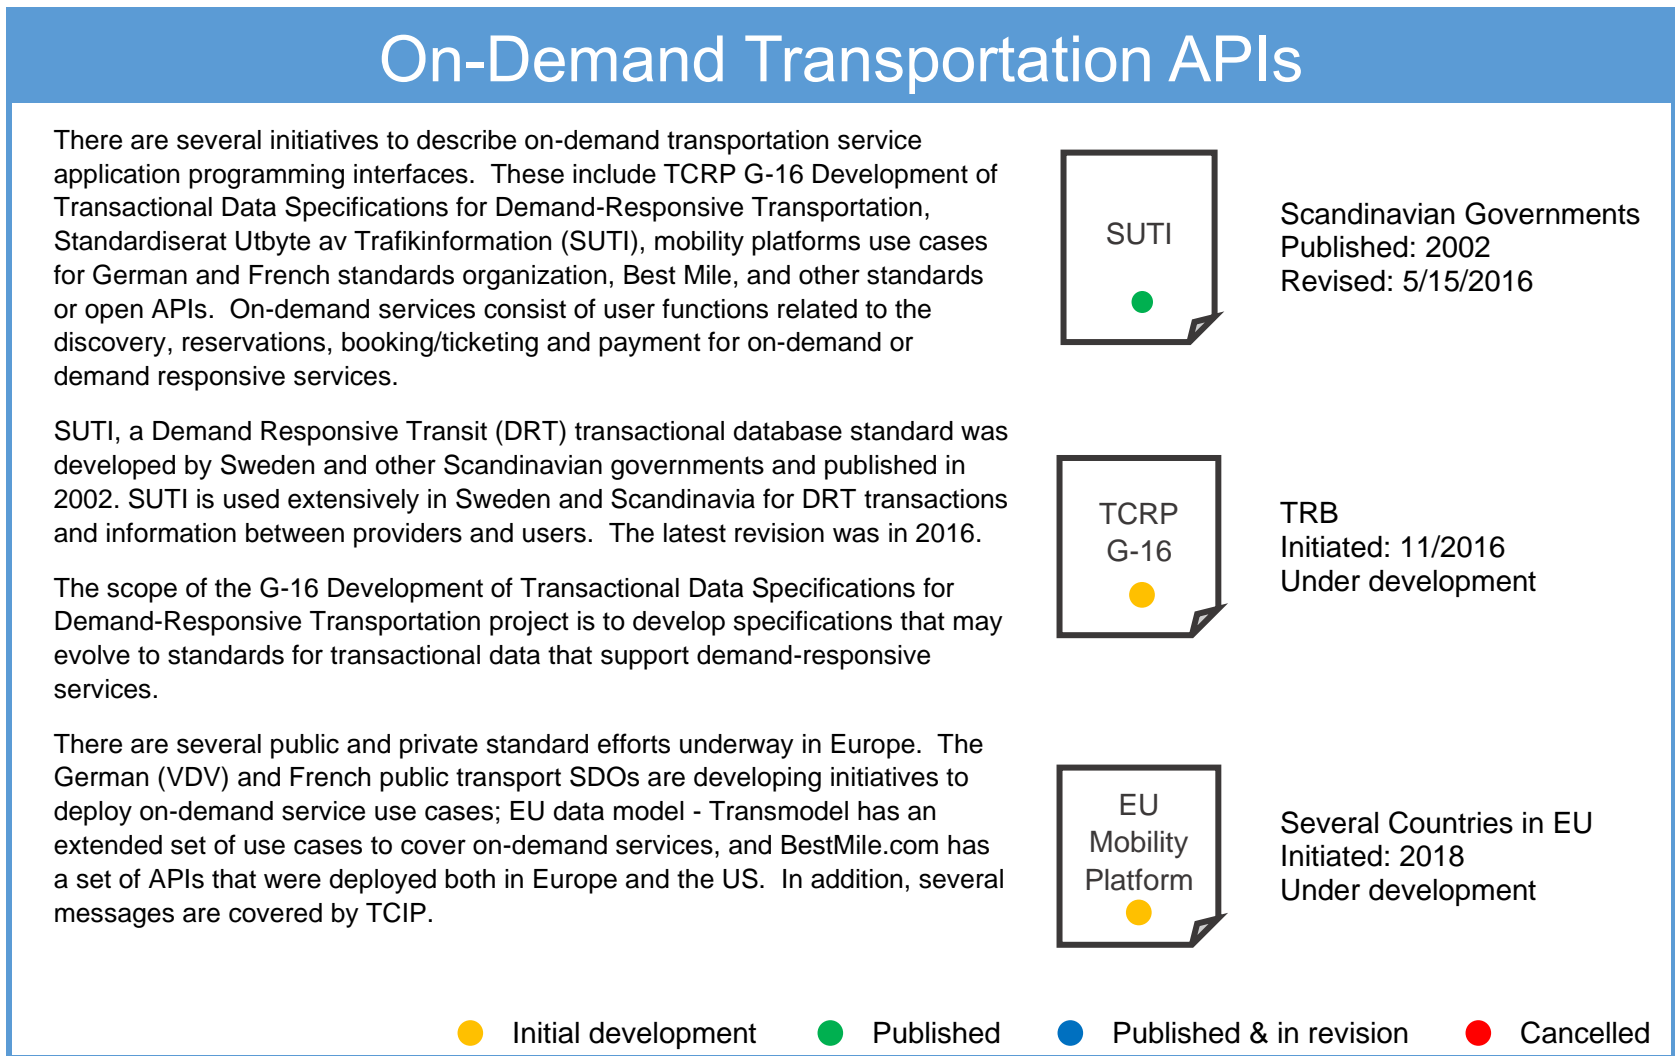 On-Demand Transportation APIs
There are several initiatives to describe on-demand transportation service
application programming interfaces.  These include TCRP G-16 Development of
Transactional Data Specifications for Demand-Responsive Transportation,
Standardiserat Utbyte av Trafikinformation (SUTI), mobility platforms use cases
for German and French standards organization, Best Mile, and other standards
or open APIs.  On-demand services consist of user functions related to the
discovery, reservations, booking/ticketing and payment for on-demand or
demand responsive services.
SUTI, a Demand Responsive Transit (DRT) transactional database standard was
developed by Sweden and other Scandinavian governments and published in
2002. SUTI is used extensively in Sweden and Scandinavia for DRT transactions
and information between providers and users.  The latest revision was in 2016.
The scope of the G-16 Development of Transactional Data Specifications for
Demand-Responsive Transportation project is to develop specifications that may
evolve to standards for transactional data that support demand-responsive
services.
There are several public and private standard efforts underway in Europe.  The
German (VDV) and French public transport SDOs are developing initiatives to
deploy on-demand service use cases; EU data model - Transmodel has an
extended set of use cases to cover on-demand services, and BestMile.com has
a set of APIs that were deployed both in Europe and the US.  In addition, several
messages are covered by TCIP.
SUTI
Scandinavian Governments
Published: 2002
Revised: 5/15/2016
TCRP
G-16
TRB
Initiated: 11/2016
Under development
EU
Mobility
Platform
Several Countries in EU
Initiated: 2018
Under development
Initial development
Published
Published & in revision
Cancelled